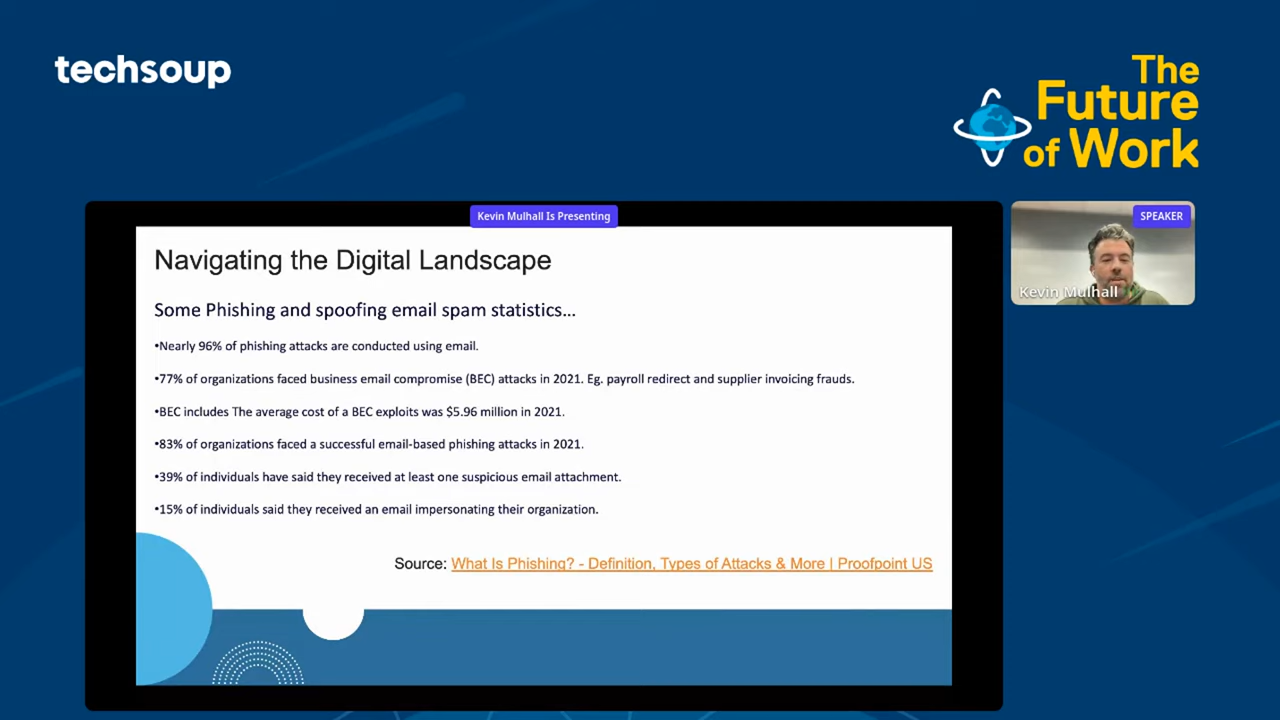 techsoup
The
Future
of Work
Kevin Mulhall Is Presenting
SPEAKER
Kevin Mulhall
Navigating the Digital Landscape
Some Phishing and spoofing email spam statistics...
•Nearly 96% of phishing attacks are conducted using email.
•77% of organizations faced business email compromise (BEC) attacks in 2021. Eg. payroll redirect and supplier invoicing frauds.
•BEC includes The average cost of a BEC exploits was $5.96 million in 2021.
•83% of organizations faced a successful email-based phishing attacks in 2021.
•39% of individuals have said they received at least one suspicious email attachment.
•15% of individuals said they received an email impersonating their organization.
Source: What Is Phishing? - Definition, Types of Attacks & More | Proofpoint US